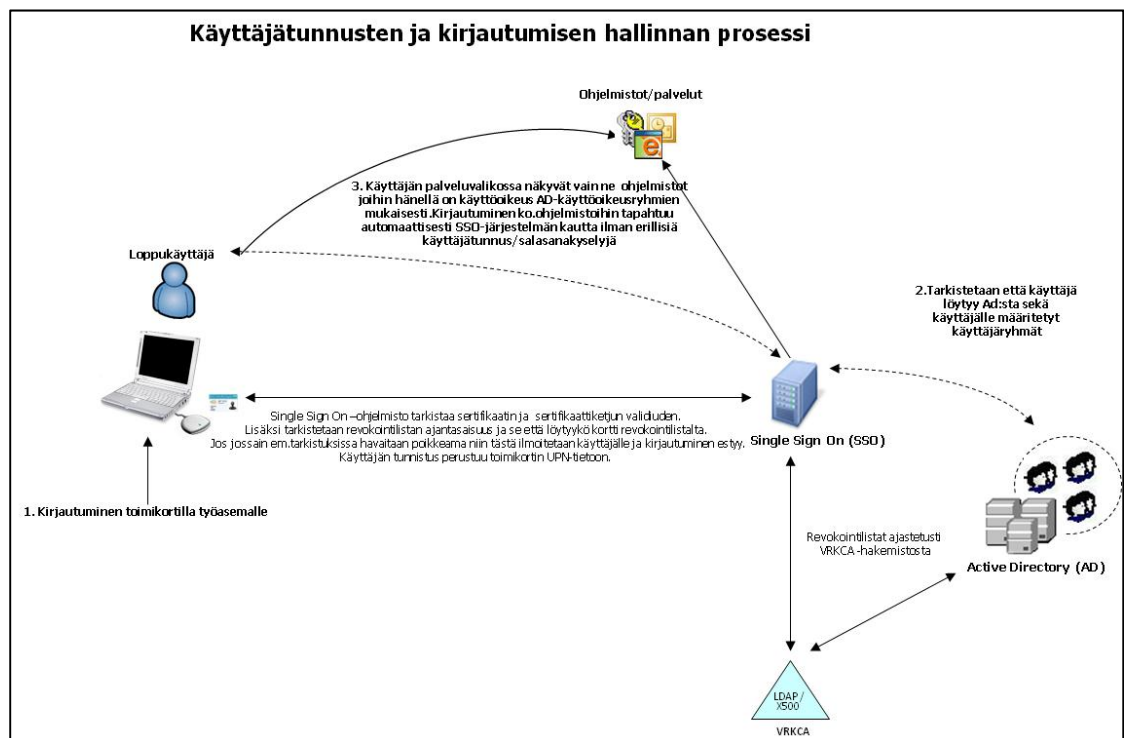 Käyttäjätunnusten ja kirjautumisen hallinnan prosessi
Ohjelmistot/palvelut
3. Käyttäjän palveluvalikossa näkyvät vain ne ohjelmistot
joihin hänellä on käyttöoikeus AD-käyttöoikeusryhmien
mukaisesti.Kirjautuminen ko.ohjelmistoihin tapahtuu
automaattisesti SSO-järjestelmän kautta ilman erillisiä
käyttäjätunnus/salasanakyselyjä
Loppukäyttäjä
2.Tarkistetaan että käyttäjä
löytyy Ad:sta sekä
käyttäjälle määritetyt
käyttäjäryhmät
Single Sign On –ohjelmisto tarkistaa sertifikaatin ja sertifikaattiketjun validiuden.
Lisäksi tarkistetaan revokointilistan ajantasaisuus ja se että löytyykö kortti revokointilistalta.
Jos jossain em.tarkistuksissa havaitaan poikkeama niin tästä ilmoitetaan käyttäjälle ja kirjautuminen estyy.
Käyttäjän tunnistus perustuu toimikortin UPN-tietoon.
Single Sign On (SSO)
1. Kirjautuminen toimikortilla työasemalle
Revokointilistat ajastetusti
VRKCA-hakemistosta
Active Directory (AD)
LDAP /
X500
VRKCA